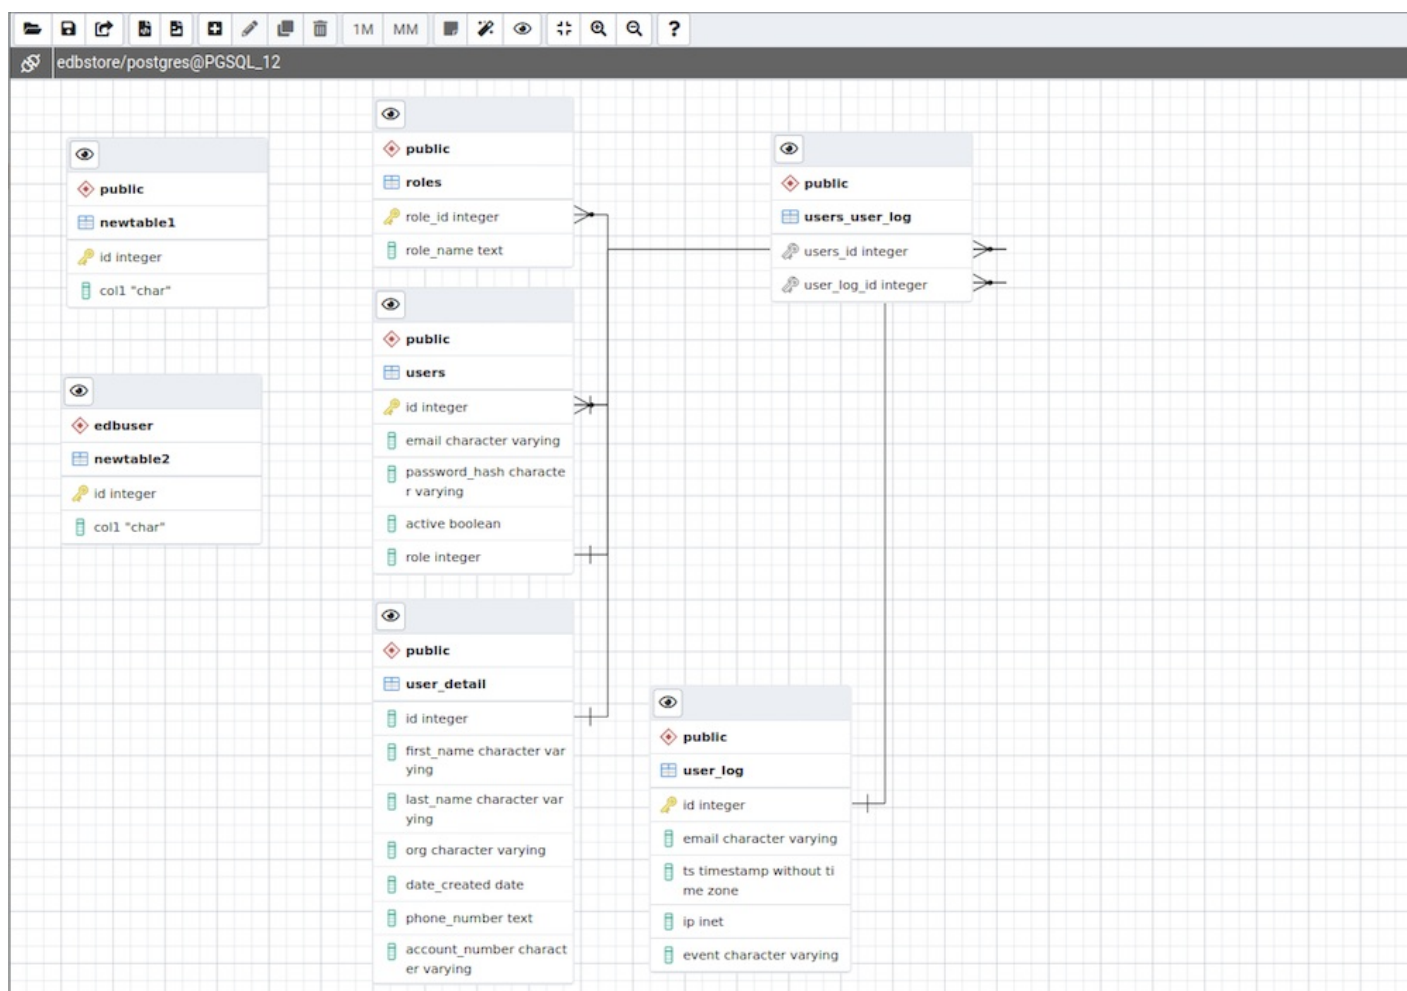 1M MM ?
edbstore/postgres@PGSQL_12
public
newtable1
id integer
col1 "char"
edbuser
newtable2
id integer
col1 "char"
public
roles
role_id integer
role_name text
public
users
id integer
email character varying
password_hash characte
r varying
active boolean
role integer
public
user_detail
id integer
first_name character var
ying
last_name character var
ying
org character varying
date_created date
phone_number text
account_number charact
er varying
public
users_user_log
users_id integer
user_log_id integer
public
user_log
id integer
email character varying
ts timestamp without ti
me zone
ip inet
event character varying